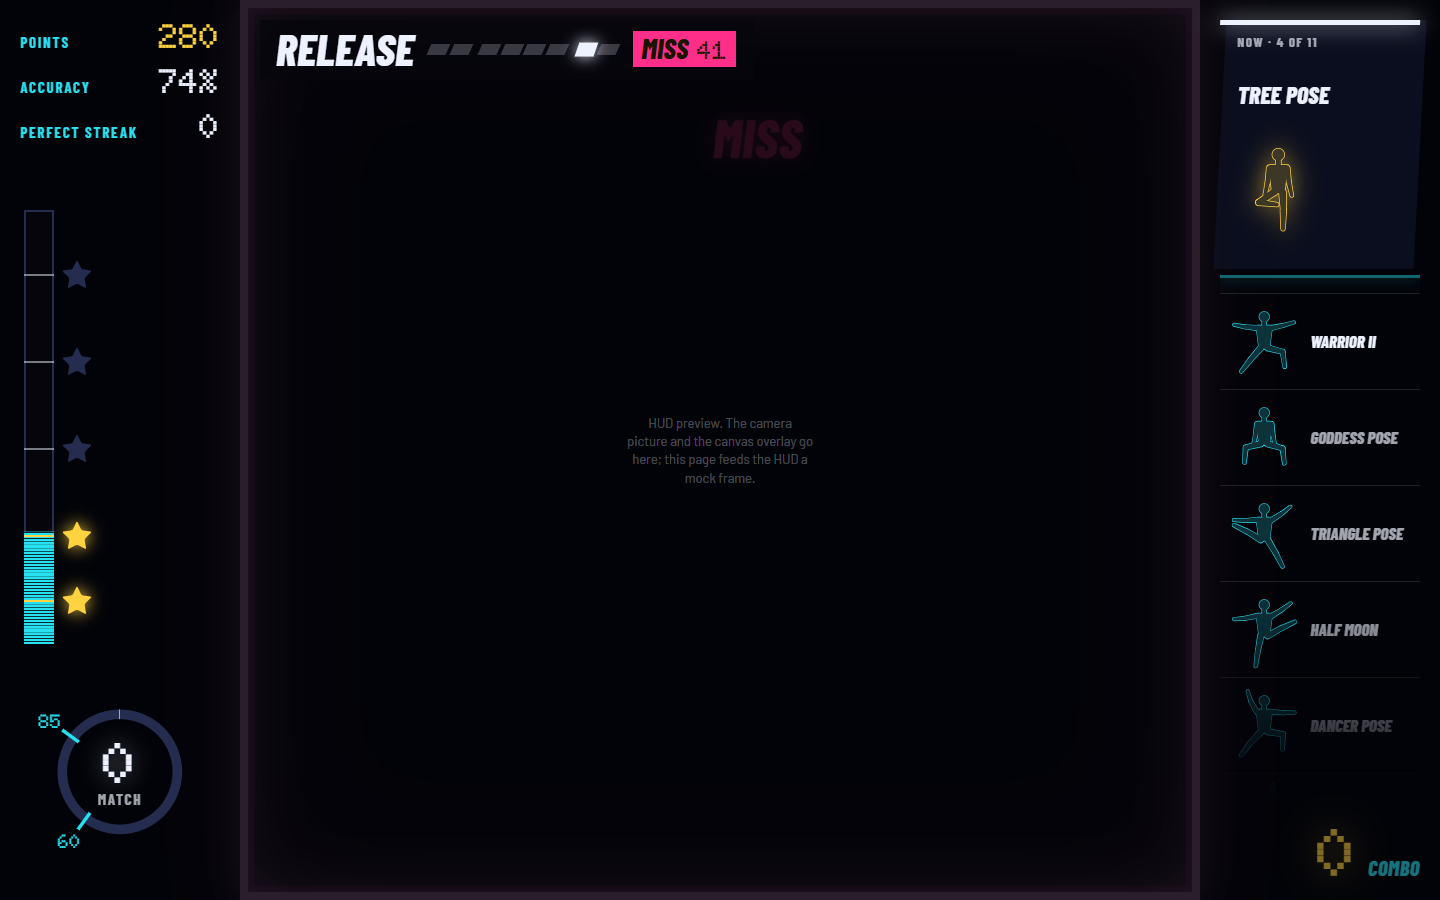 POINTS 280
ACCURACY 74%
PERFECT STREAK 0
RELEASE MISS 41
MISS
HUD preview. The camera
picture and the canvas overlay go
here; this page feeds the HUD a
mock frame.
85
0
MATCH
60
NOW · 4 OF 11
TREE POSE
WARRIOR II
GODDESS POSE
TRIANGLE POSE
HALF MOON
DANCER POSE
0 COMBO